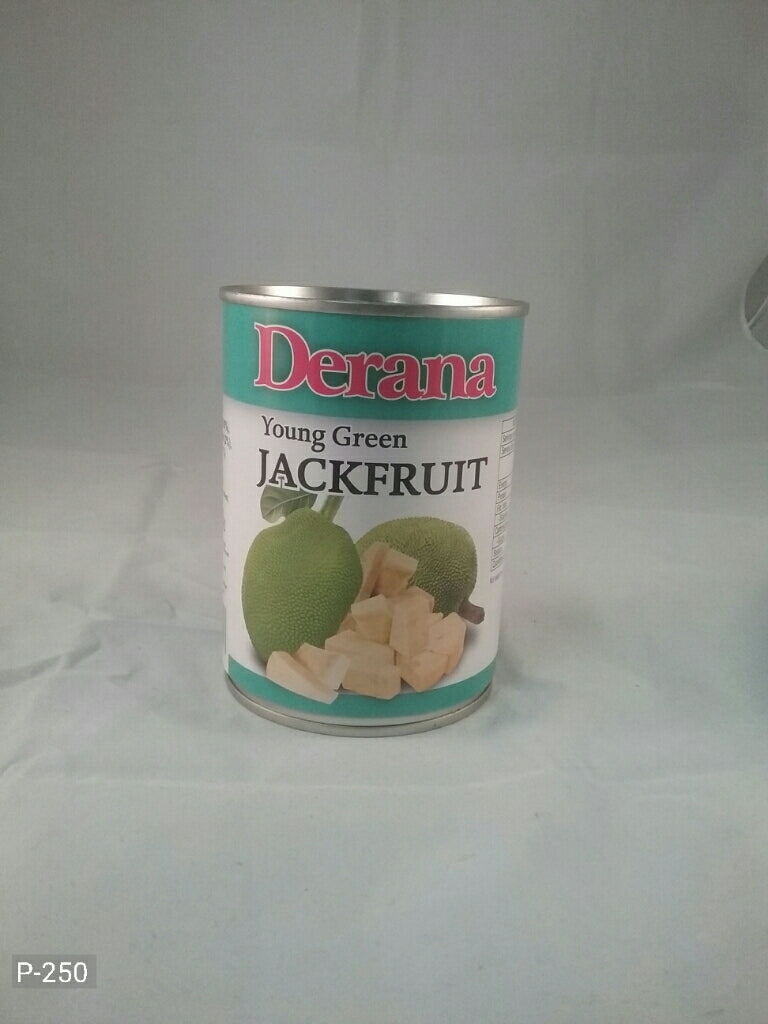 Derana
Young Green
JACKFRUIT
P-250